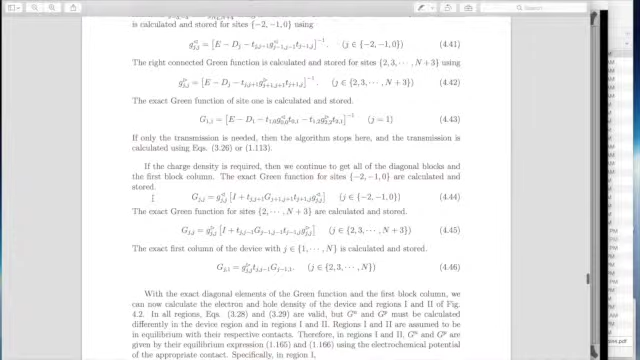 Search
is calculated and stored for sites {−2, −1, 0} using
g^{cl}_{j,j} = [E − D_j − t_{j,j−1} g^{cl}_{j−1,j−1} t_{j−1,j}]^{−1} . (j ∈ {−2, −1, 0}) (4.41)
The right connected Green function is calculated and stored for sites {2, 3, ⋯ , N + 3} using
g^{cr}_{j,j} = [E − D_j − t_{j,j+1} g^{cr}_{j+1,j+1} t_{j+1,j}]^{−1} . (j ∈ {2, 3, ⋯ , N + 3}) (4.42)
The exact Green function of site one is calculated and stored.
G_{1,j} = [E − D_1 − t_{1,0} g^{cl}_{0,0} t_{0,1} − t_{1,2} g^{cr}_{2,2} t_{2,1}]^{−1} (j = 1) (4.43)
If only the transmission is needed, then the algorithm stops here, and the transmission is
calculated using Eqs. (3.26) or (1.113).
If the charge density is required, then we continue to get all of the diagonal blocks and
the first block column. The exact Green function for sites {−2, −1, 0} are calculated and
stored.
G_{j,j} = g^{cl}_{j,j} [I + t_{j,j+1} G_{j+1,j+1} t_{j+1,j} g^{cl}_{j,j}] (j ∈ {−2, −1, 0}) (4.44)
The exact Green function for sites {2, ⋯ , N + 3} are calculated and stored.
G_{j,j} = g^{cr}_{j,j} [I + t_{j,j−1} G_{j−1,j−1} t_{j−1,j} g^{cr}_{j,j}] (j ∈ {2, 3, ⋯ , N + 3}) (4.45)
The exact first column of the device with j ∈ {1, ⋯ , N} is calculated and stored.
G_{j,1} = g^{cr}_{j,j} t_{j,j−1} G_{j−1,1}. (j ∈ {2, 3, ⋯ , N}) (4.46)
With the exact diagonal elements of the Green function and the first block column, we
can now calculate the electron and hole density of the device and regions I and II of Fig.
4.2. In all regions, Eqs. (3.28) and (3.29) are valid, but G^n and G^p must be calculated
differently in the device region and in regions I and II. Regions I and II are assumed to be
in equilibrium with their respective contacts. Therefore, in regions I and II, G^n and G^p are
given by their equilibrium expression (1.165) and (1.166) using the electrochemical potential
of the appropriate contact. Specifically, in region I,